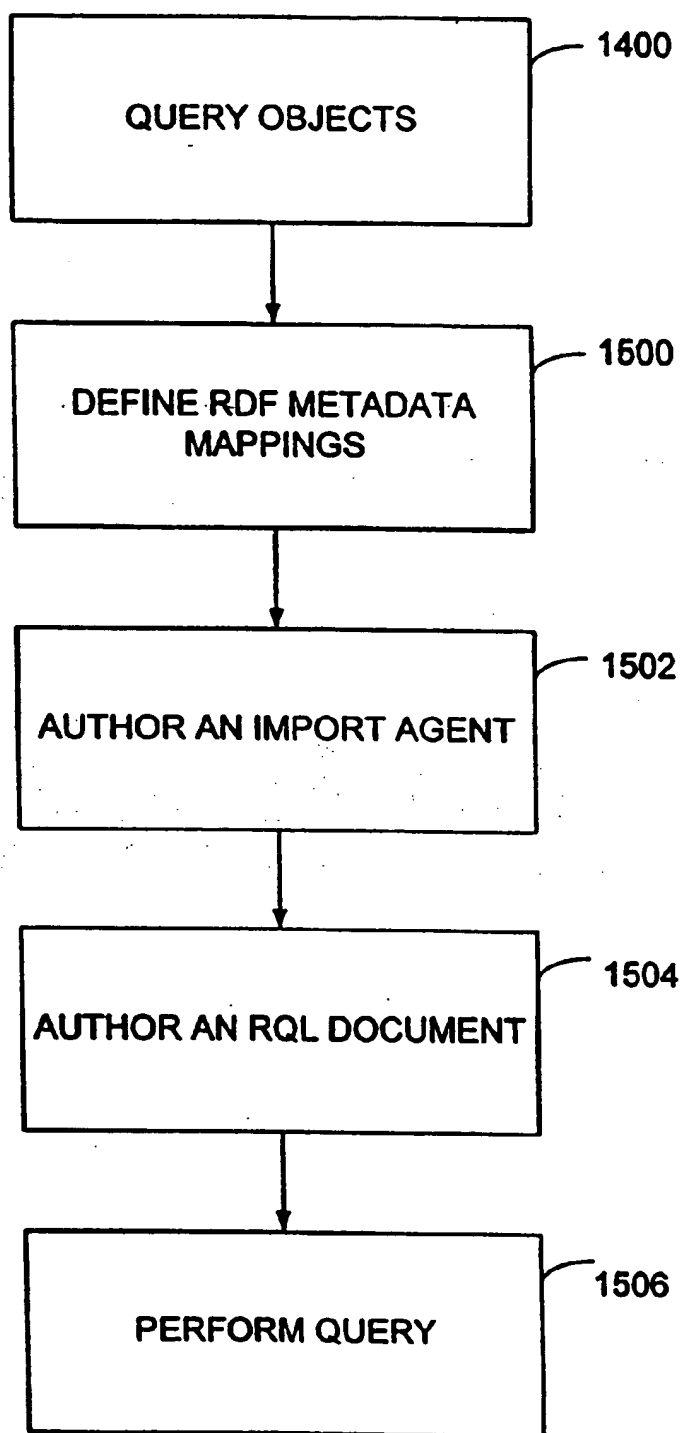 1400
QUERY OBJECTS
1500
DEFINE RDF METADATA
MAPPINGS
1502
AUTHOR AN IMPORT AGENT
1504
AUTHOR AN RQL DOCUMENT
1506
PERFORM QUERY